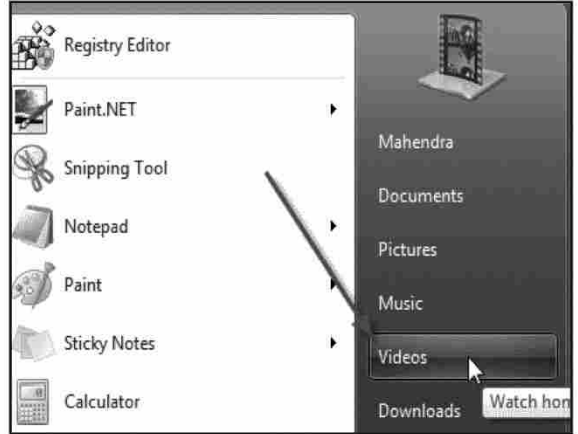 Registry Editor
Paint.NET
Snipping Tool
Notepad
Paint
Sticky Notes
Calculator
Mahendra
Documents
Pictures
Music
Videos
Downloads
Watch hon